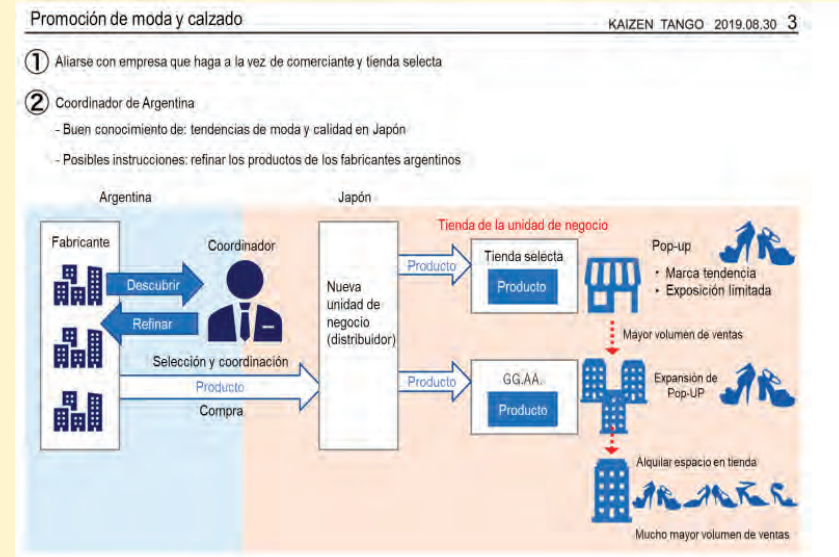 Promoción de moda y calzado
KAIZEN TANGO 2019.08.30 3
① Aliarse con empresa que haga a la vez de comerciante y tienda selecta
② Coordinador de Argentina
- Buen conocimiento de: tendencias de moda y calidad en Japón
- Posibles instrucciones: refinar los productos de los fabricantes argentinos
Argentina
Japón
Fabricante
Coordinador
Descubrir
Refinar
Selección y coordinación
Producto
Compra
Nueva
unidad de
negocio
(distribuidor)
Tienda de la unidad de negocio
Producto
Tienda selecta
Producto
Pop-up
• Marca tendencia
• Exposición limitada
Mayor volumen de ventas
Producto
GG.AA.
Producto
Expansión de
Pop-UP
Alquilar espacio en tienda
Mucho mayor volumen de ventas